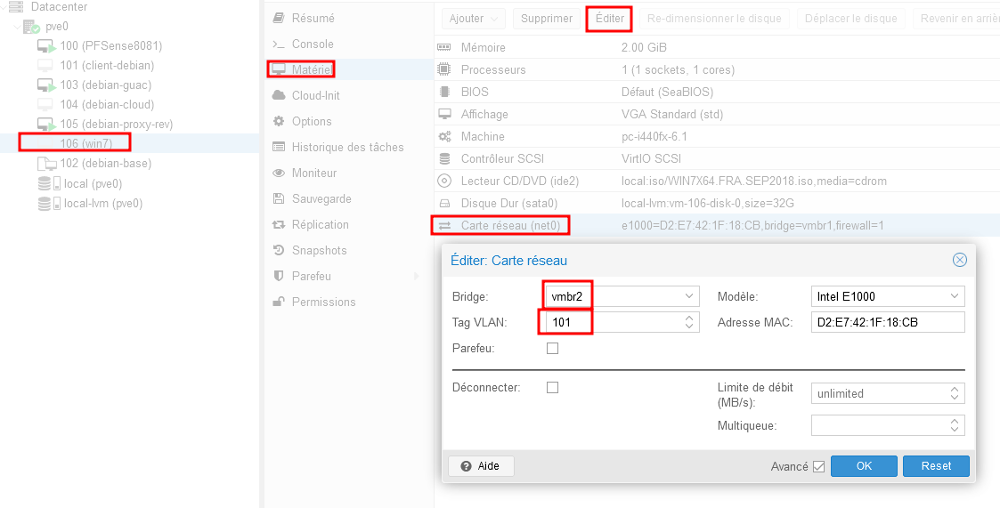 Datacenter
pve0
100 (PFSense8081)
101 (client-debian)
103 (debian-guac)
104 (debian-cloud)
105 (debian-proxy-rev)
106 (win7)
102 (debian-base)
local (pve0)
local-lvm (pve0)
Résumé
Console
Matériel
Cloud-Init
Options
Historique des tâches
Moniteur
Sauvegarde
Réplication
Snapshots
Parefeu
Permissions
Ajouter Supprimer Éditer Re-dimensionner le disque Déplacer le disque Revenir en arriè
Mémoire 2.00 GiB
Processeurs 1 (1 sockets, 1 cores)
BIOS Défaut (SeaBIOS)
Affichage VGA Standard (std)
Machine pc-i440fx-6.1
Contrôleur SCSI VirtIO SCSI
Lecteur CD/DVD (ide2) local:iso/WIN7X64.FRA.SEP2018.iso,media=cdrom
Disque Dur (sata0) local-lvm:vm-106-disk-0,size=32G
Carte réseau (net0) e1000=D2:E7:42:1F:18:CB,bridge=vmbr1,firewall=1
Éditer: Carte réseau
Bridge: vmbr2 Modèle: Intel E1000
Tag VLAN: 101 Adresse MAC: D2:E7:42:1F:18:CB
Parefeu:
Déconnecter: Limite de débit
(MB/s): unlimited
Multiqueue:
Aide Avancé OK Reset